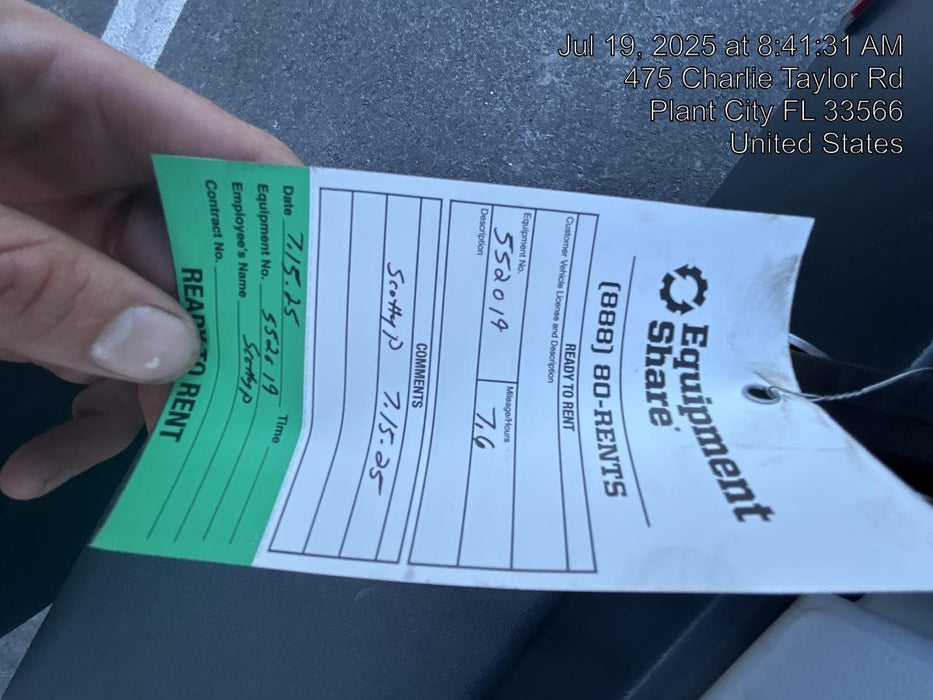 Jul 19, 2025 at 8:41:31 AM
475 Charlie Taylor Rd
Plant City FL 33566
United States
Equipment
Share
(888) 80-RENTS
READY TO RENT
Customer Vehicle License and Description
Equipment No. 552019
Mileage/Hours 7.6
Description
COMMENTS
Scotty P 7.15.25
Date 7.15.25 Time
Equipment No. 552019
Employee's Name Scotty P
Contract No.
READY TO RENT